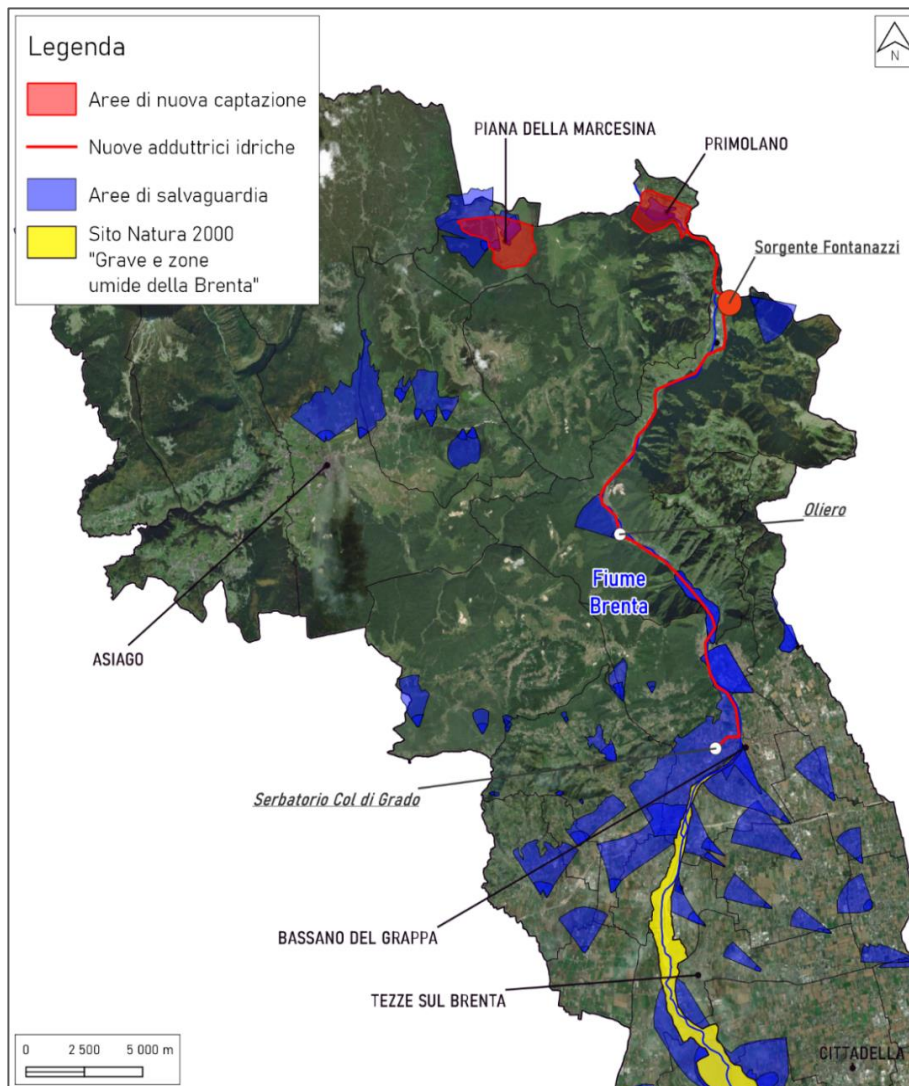 Legenda
Aree di nuova captazione
Nuove adduttrici idriche
Aree di salvaguardia
Sito Natura 2000
"Grave e zone
umide della Brenta"
N
PIANA DELLA MARCESINA
PRIMOLANO
Sorgente Fontanazzi
Oliero
Fiume
Brenta
ASIAGO
Serbatorio Col di Grado
BASSANO DEL GRAPPA
TEZZE SUL BRENTA
CITTADELLA
0 2 500 5 000 m